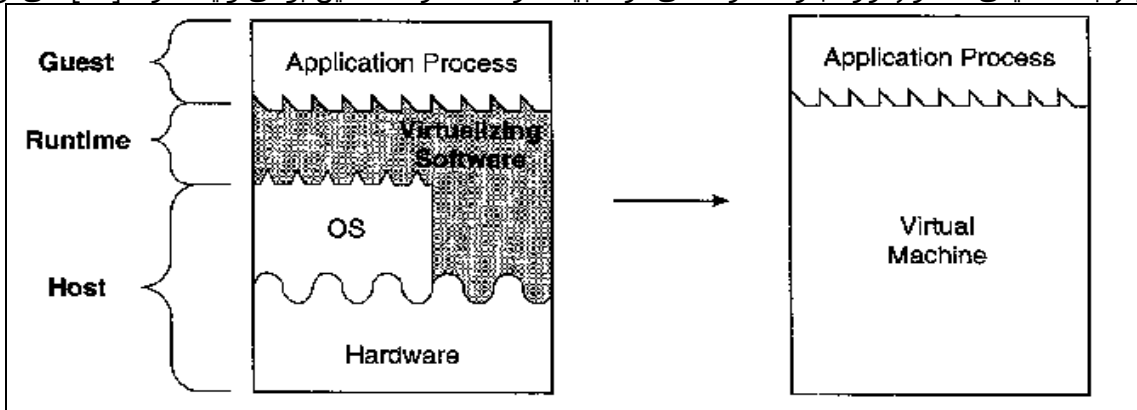 Guest
Application Process
Runtime
Virtualizing
Software
OS
Host
Hardware
Application Process
Virtual
Machine